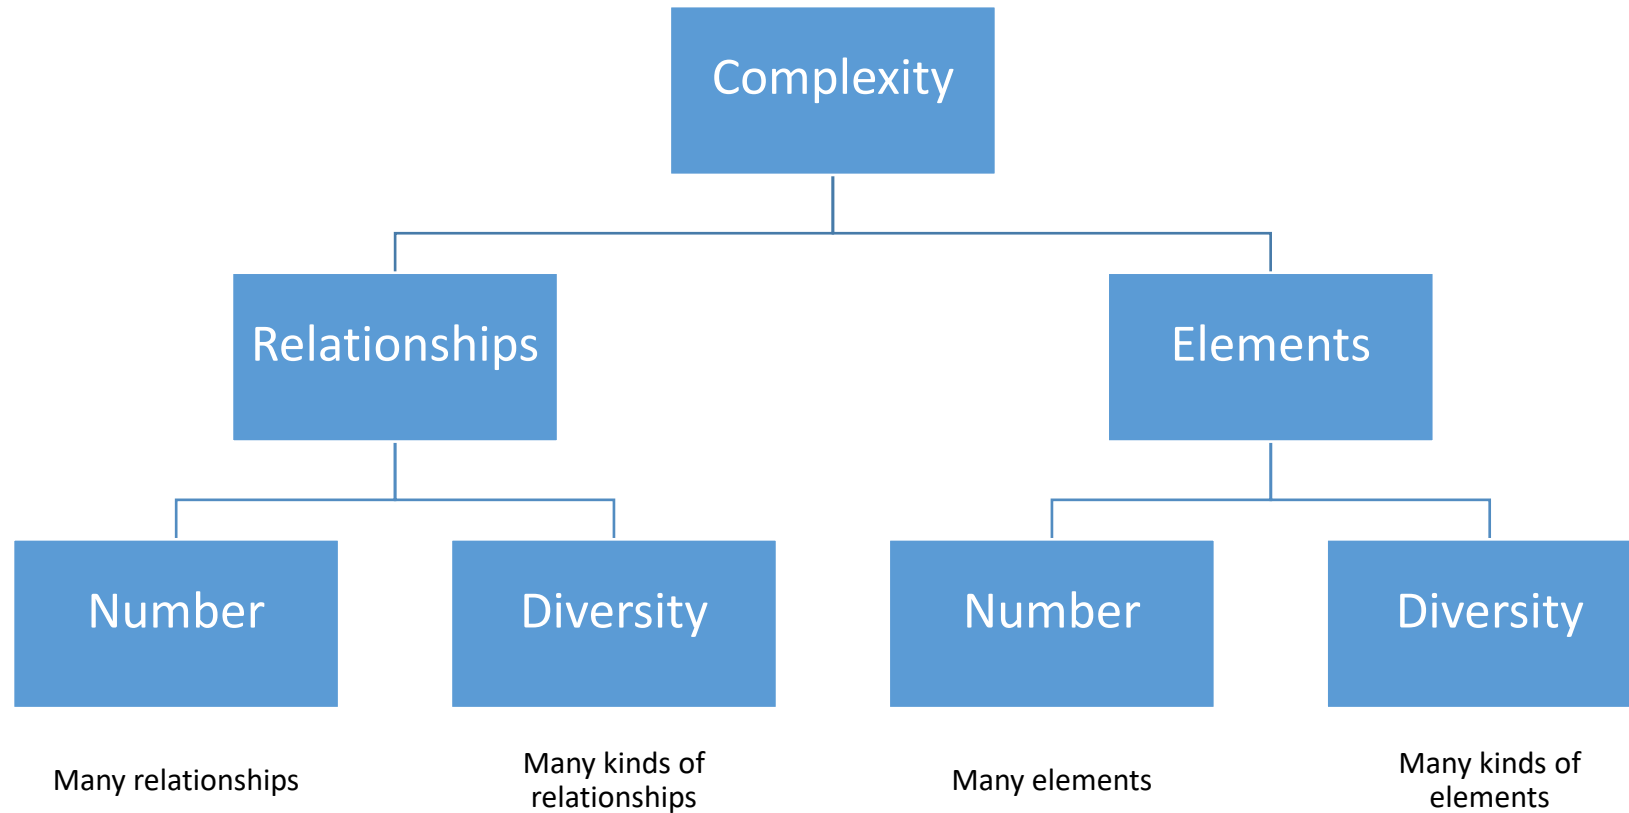 Complexity
Relationships
Elements
Number
Diversity
Number
Diversity
Many relationships
Many kinds of
relationships
Many elements
Many kinds of
elements